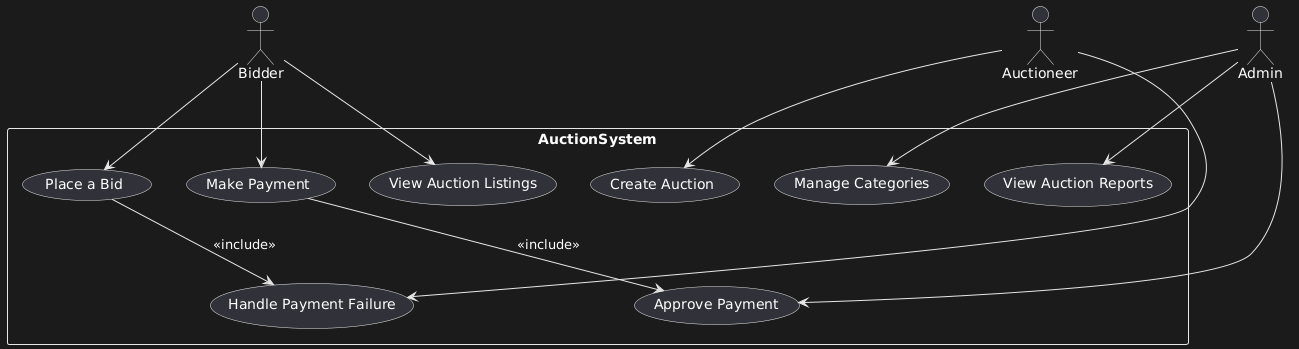 Bidder
Auctioneer
Admin
AuctionSystem
Place a Bid
Make Payment
View Auction Listings
Create Auction
Manage Categories
View Auction Reports
«include»
«include»
Handle Payment Failure
Approve Payment